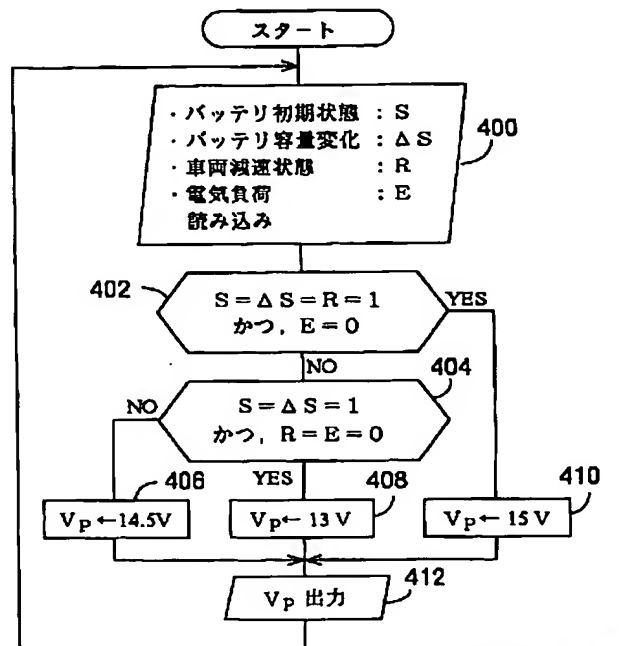 スタート
・バッテリ初期状態 : S
・バッテリ容量変化 : ΔS
・車両減速状態 : R
・電気負荷 : E
読み込み
400
402
S=ΔS=R=1
かつ, E=0
YES
NO
404
S=ΔS=1
かつ, R=E=0
NO
YES
406
VP←14.5V
408
VP←13V
410
VP←15V
VP 出力
412